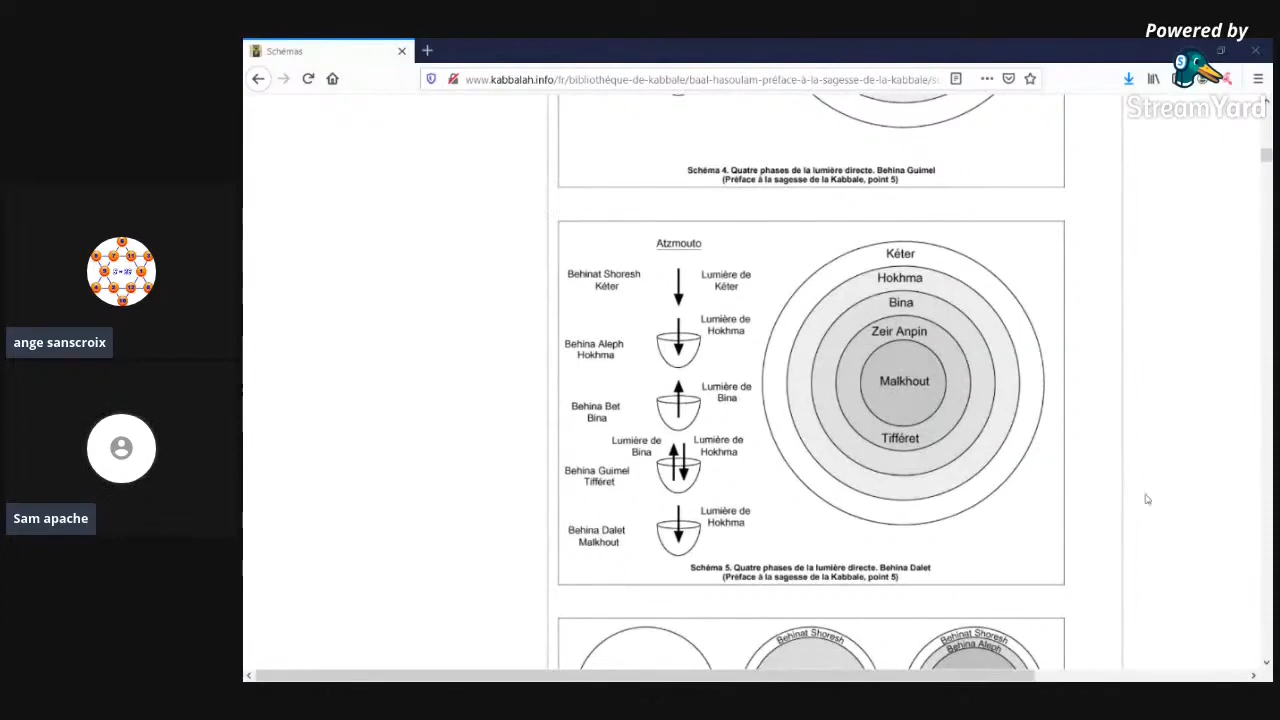 Powered by
StreamYard
Schémas
www.kabbalah.info/fr/bibliothéque-de-kabbale/baal-hasoulam-préface-à-la-sagesse-de-la-kabbale/s
Schéma 4. Quatre phases de la lumière directe. Behina Guimel
(Préface à la sagesse de la Kabbale, point 5)
Atzmouto
Behinat Shoresh
Kéter
Lumière de
Kéter
Lumière de
Hokhma
Behina Aleph
Hokhma
Lumière de
Bina
Behina Bet
Bina
Lumière de
Bina
Lumière de
Hokhma
Behina Guimel
Tifféret
Lumière de
Hokhma
Behina Dalet
Malkhout
Kéter
Hokhma
Bina
Zeir Anpin
Malkhout
Tifféret
Schéma 5. Quatre phases de la lumière directe. Behina Dalet
(Préface à la sagesse de la Kabbale, point 5)
Behinat Shoresh
Behinat Shoresh
Behina Aleph
ange sanscroix
Sam apache